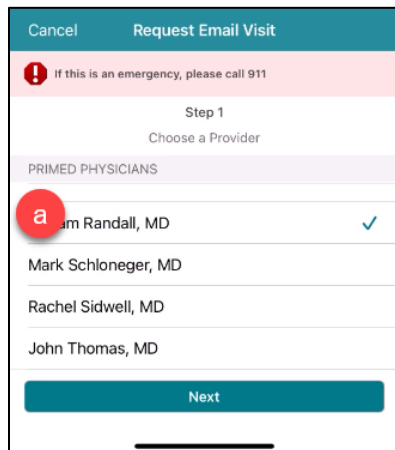 Cancel Request Email Visit
If this is an emergency, please call 911
Step 1
Choose a Provider
PRIMED PHYSICIANS
a am Randall, MD
Mark Schloneger, MD
Rachel Sidwell, MD
John Thomas, MD
Next